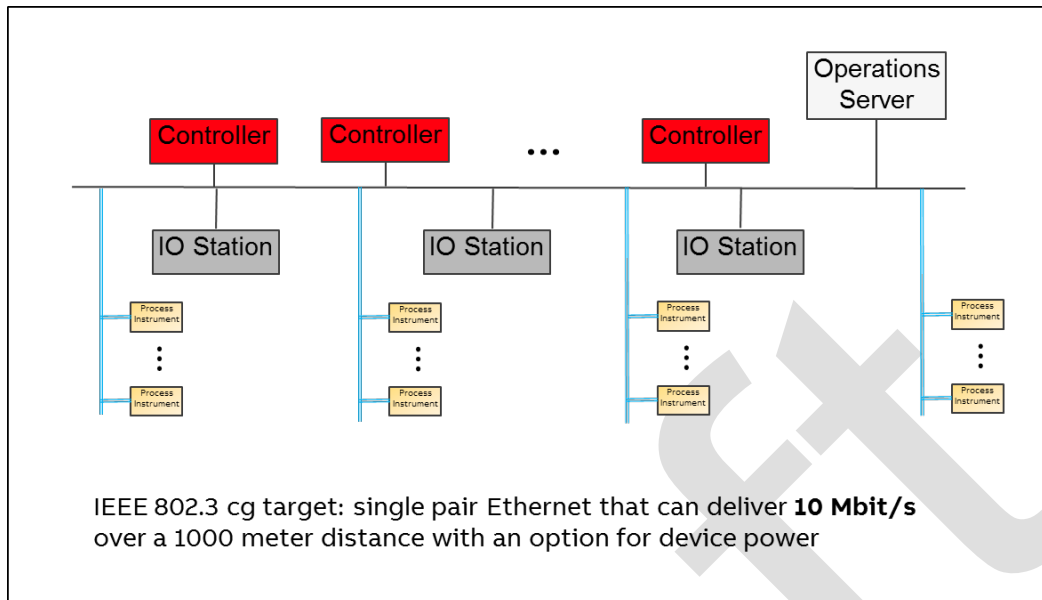 Operations
Server
Controller
Controller
...
Controller
IO Station
IO Station
IO Station
Process
Instrument
Process
Instrument
Process
Instrument
Process
Instrument
Process
Instrument
Process
Instrument
Process
Instrument
Process
Instrument
IEEE 802.3 cg target: single pair Ethernet that can deliver 10 Mbit/s
over a 1000 meter distance with an option for device power
ft